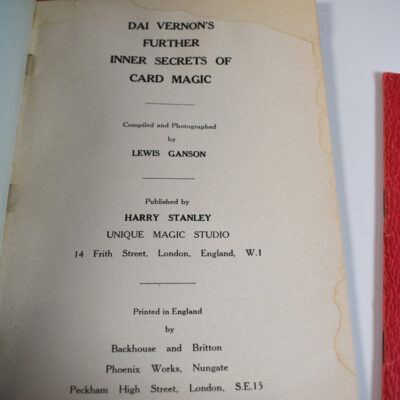 DAI VERNON'S
FURTHER
INNER SECRETS OF
CARD MAGIC
Compiled and Photographed
by
LEWIS GANSON
Published by
HARRY STANLEY
UNIQUE MAGIC STUDIO
14 Frith Street, London, England, W.1
Printed in England
by
Backhouse and Britton
Phoenix Works, Nungate
Peckham High Street, London, S.E.15